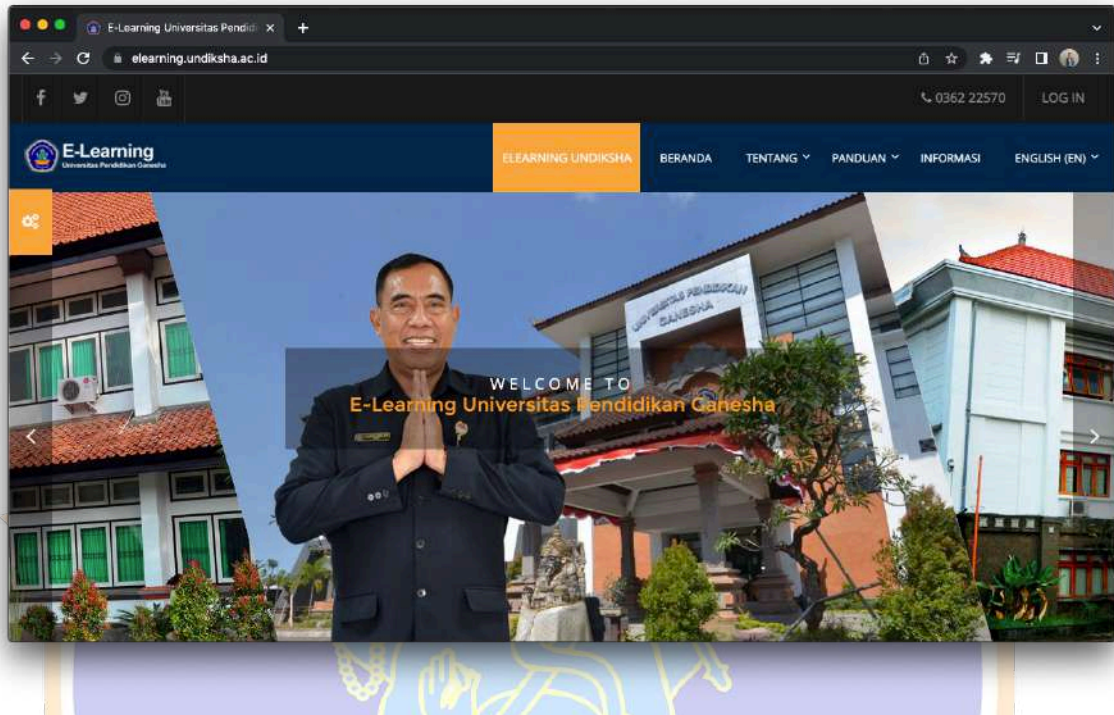 E-Learning Universitas Pendidi
elearning.undiksha.ac.id
0362 22570 LOG IN
E-Learning
Universitas Pendidikan Ganesha
ELEARNING UNDIKSHA BERANDA TENTANG PANDUAN INFORMASI ENGLISH (EN)
UNIVERSITAS PENDIDIKAN
GANESHA
WELCOME TO
E-Learning Universitas Pendidikan Ganesha